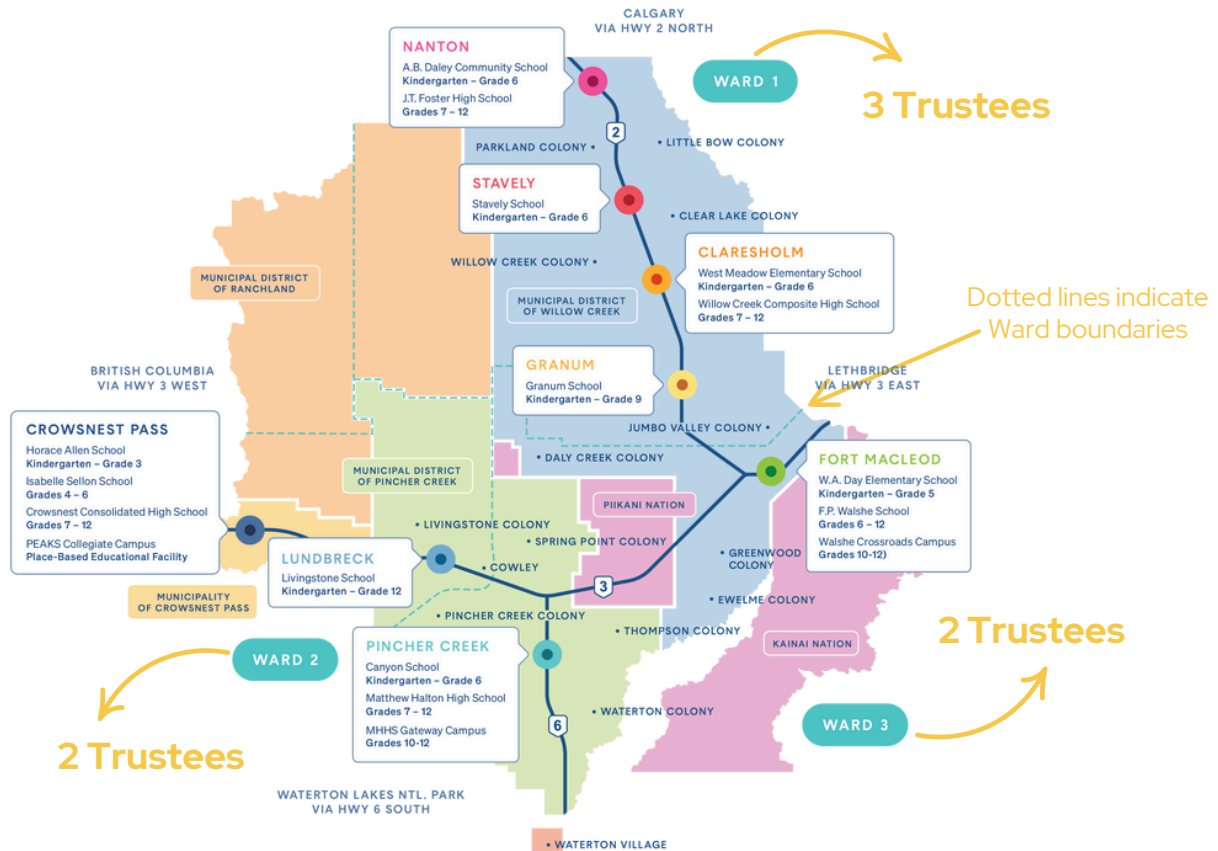 CALGARY
VIA HWY 2 NORTH
WARD 1
3 Trustees
NANTON
A.B. Daley Community School
Kindergarten – Grade 6
J.T. Foster High School
Grades 7 – 12
2
PARKLAND COLONY
LITTLE BOW COLONY
STAVELY
Stavely School
Kindergarten – Grade 6
CLEAR LAKE COLONY
CLARESHOLM
West Meadow Elementary School
Kindergarten – Grade 6
Willow Creek Composite High School
Grades 7 – 12
WILLOW CREEK COLONY
MUNICIPAL DISTRICT
OF RANCHLAND
MUNICIPAL DISTRICT
OF WILLOW CREEK
Dotted lines indicate
Ward boundaries
BRITISH COLUMBIA
VIA HWY 3 WEST
GRANUM
Granum School
Kindergarten – Grade 9
LETHBRIDGE
VIA HWY 3 EAST
CROWSNEST PASS
Horace Allen School
Kindergarten – Grade 3
Isabelle Sellon School
Grades 4 – 6
Crowsnest Consolidated High School
Grades 7 – 12
PEAKS Collegiate Campus
Place-Based Educational Facility
JUMBO VALLEY COLONY
DALY CREEK COLONY
MUNICIPAL DISTRICT
OF PINCHER CREEK
FORT MACLEOD
W.A. Day Elementary School
Kindergarten – Grade 5
F.P. Walshe School
Grades 6 – 12
Walshe Crossroads Campus
Grades 10-12)
PIIKANI NATION
LIVINGSTONE COLONY
SPRING POINT COLONY
LUNDBRECK
Livingstone School
Kindergarten – Grade 12
COWLEY
GREENWOOD
COLONY
3
MUNICIPALITY
OF CROWSNEST PASS
EWELME COLONY
PINCHER CREEK COLONY
THOMPSON COLONY
KAINAI NATION
2 Trustees
WARD 2
PINCHER CREEK
Canyon School
Kindergarten – Grade 6
Matthew Halton High School
Grades 7 – 12
MHHS Gateway Campus
Grades 10-12
6
WATERTON COLONY
WARD 3
2 Trustees
WATERTON LAKES NTL. PARK
VIA HWY 6 SOUTH
WATERTON VILLAGE